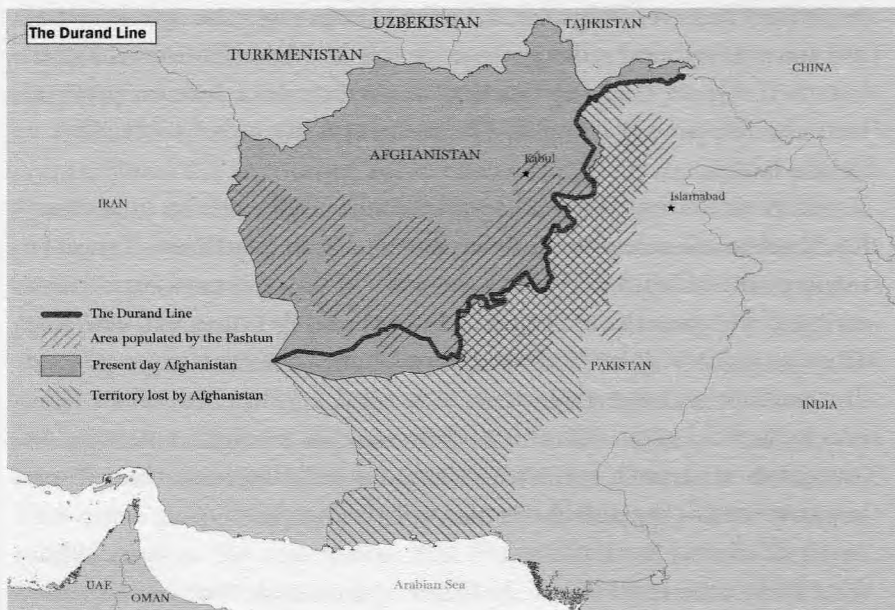 The Durand Line
UZBEKISTAN
TAJIKISTAN
TURKMENISTAN
CHINA
AFGHANISTAN
Kabul
Islamabad
IRAN
The Durand Line
Area populated by the Pashtun
Present day Afghanistan
Territory lost by Afghanistan
PAKISTAN
INDIA
UAE
OMAN
Arabian Sea